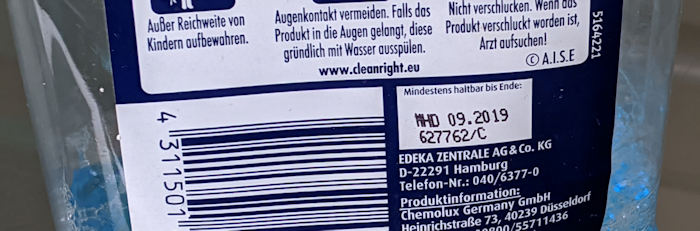 Außer Reichweite von
Kindern aufbewahren.
Augenkontakt vermeiden. Falls das
Produkt in die Augen gelangt, diese
gründlich mit Wasser ausspülen.
www.cleanright.eu
Nicht verschlucken. Wenn das
Produkt verschluckt worden ist,
Arzt aufsuchen!
© A.I.S.E
5164221
4 311501
Mindestens haltbar bis Ende:
MHD 09.2019
627762/C
EDEKA ZENTRALE AG & Co. KG
D-22291 Hamburg
Telefon-Nr.: 040/6377-0
Produktinformation:
Chemolux Germany GmbH
Heinrichstraße 73, 40239 Düsseldorf
0800/55711436